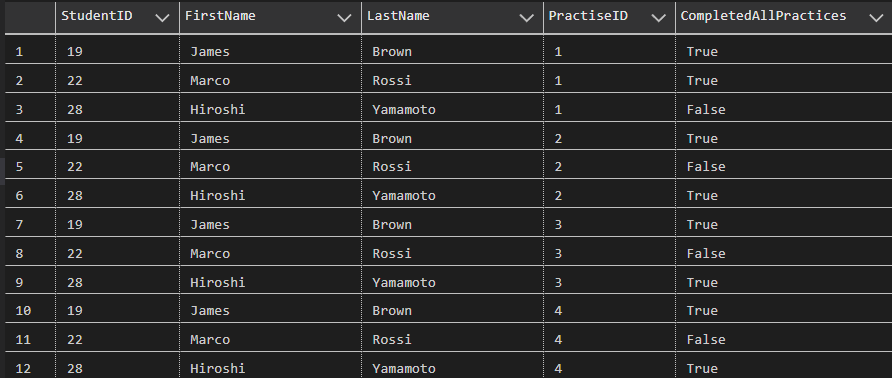 StudentID FirstName LastName PractiseID CompletedAllPractices
1 19 James Brown 1 True
2 22 Marco Rossi 1 True
3 28 Hiroshi Yamamoto 1 False
4 19 James Brown 2 True
5 22 Marco Rossi 2 False
6 28 Hiroshi Yamamoto 2 True
7 19 James Brown 3 True
8 22 Marco Rossi 3 False
9 28 Hiroshi Yamamoto 3 True
10 19 James Brown 4 True
11 22 Marco Rossi 4 False
12 28 Hiroshi Yamamoto 4 True